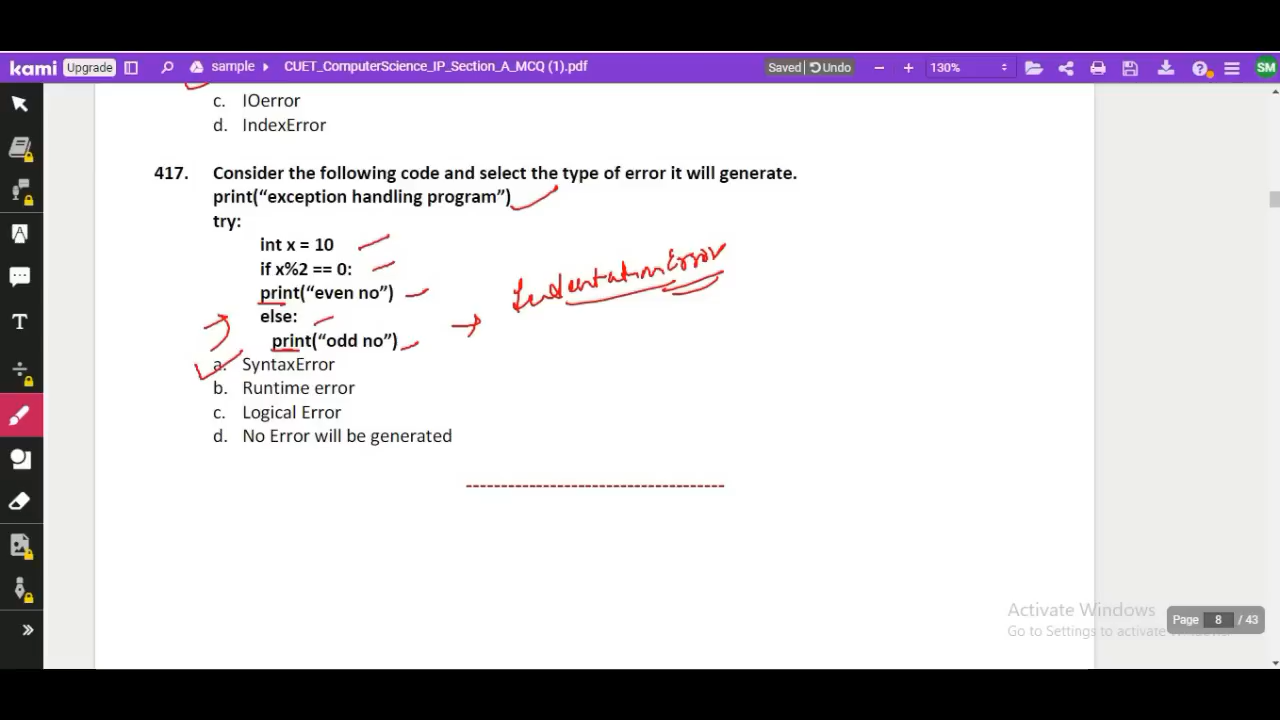 kami Upgrade sample CUET_ComputerScience_IP_Section_A_MCQ (1).pdf Saved Undo 130% SM
c. IOerror
d. IndexError
417. Consider the following code and select the type of error it will generate.
print(“exception handling program”)
try:
int x = 10
if x%2 == 0:
print(“even no”)
else:
print(“odd no”)
IndentationError
a. SyntaxError
b. Runtime error
c. Logical Error
d. No Error will be generated
Activate Windows
Go to Settings to activate
Page 8 / 43